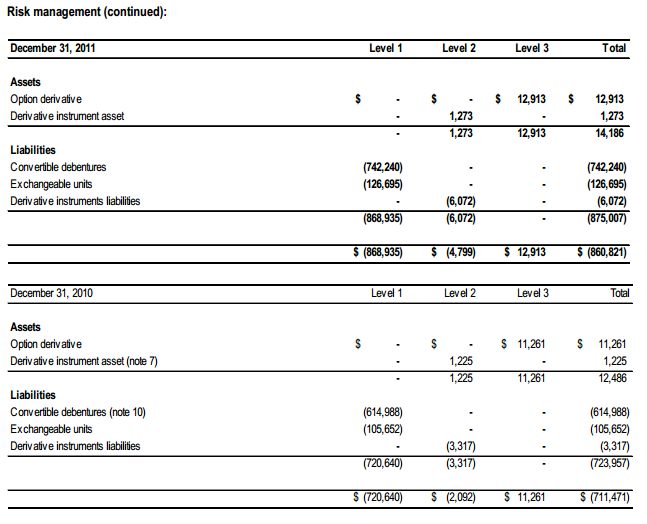 Risk management (continued):
December 31, 2011 Level 1 Level 2 Level 3 Total
Assets
Option derivative $ - $ - $ 12,913 $ 12,913
Derivative instrument asset - 1,273 - 1,273
- 1,273 12,913 14,186
Liabilities
Convertible debentures (742,240) - - (742,240)
Exchangeable units (126,695) - - (126,695)
Derivative instruments liabilities - (6,072) - (6,072)
(868,935) (6,072) - (875,007)
$ (868,935) $ (4,799) $ 12,913 $ (860,821)
December 31, 2010 Level 1 Level 2 Level 3 Total
Assets
Option derivative $ - $ - $ 11,261 $ 11,261
Derivative instrument asset (note 7) - 1,225 - 1,225
- 1,225 11,261 12,486
Liabilities
Convertible debentures (note 10) (614,988) - - (614,988)
Exchangeable units (105,652) - - (105,652)
Derivative instruments liabilities - (3,317) - (3,317)
(720,640) (3,317) - (723,957)
$ (720,640) $ (2,092) $ 11,261 $ (711,471)